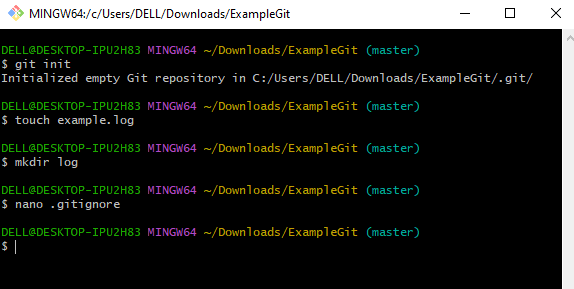 MINGW64:/c/Users/DELL/Downloads/ExampleGit
DELL@DESKTOP-IPU2H83 MINGW64 ~/Downloads/ExampleGit (master)
$ git init
Initialized empty Git repository in C:/Users/DELL/Downloads/ExampleGit/.git/
DELL@DESKTOP-IPU2H83 MINGW64 ~/Downloads/ExampleGit (master)
$ touch example.log
DELL@DESKTOP-IPU2H83 MINGW64 ~/Downloads/ExampleGit (master)
$ mkdir log
DELL@DESKTOP-IPU2H83 MINGW64 ~/Downloads/ExampleGit (master)
$ nano .gitignore
DELL@DESKTOP-IPU2H83 MINGW64 ~/Downloads/ExampleGit (master)
$